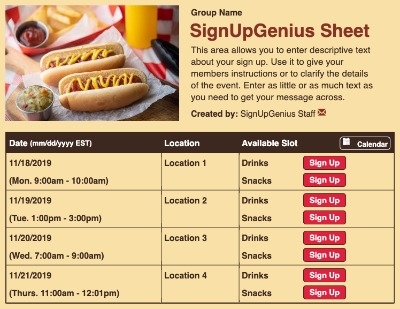 Group Name
SignUpGenius Sheet
This area allows you to enter descriptive text
about your sign up. Use it to give your
members instructions or to clarify the details
of the event. Enter as little or as much text as
you need to get your message across.
Created by: SignUpGenius Staff
Date (mm/dd/yyyy EST) Location Available Slot Calendar
11/18/2019 Location 1 Drinks Sign Up
(Mon. 9:00am - 10:00am) Snacks Sign Up
11/19/2019 Location 2 Drinks Sign Up
(Tue. 1:00pm - 3:00pm) Snacks Sign Up
11/20/2019 Location 3 Drinks Sign Up
(Wed. 7:00am - 9:00am) Snacks Sign Up
11/21/2019 Location 4 Drinks Sign Up
(Thurs. 11:00am - 12:01pm) Snacks Sign Up